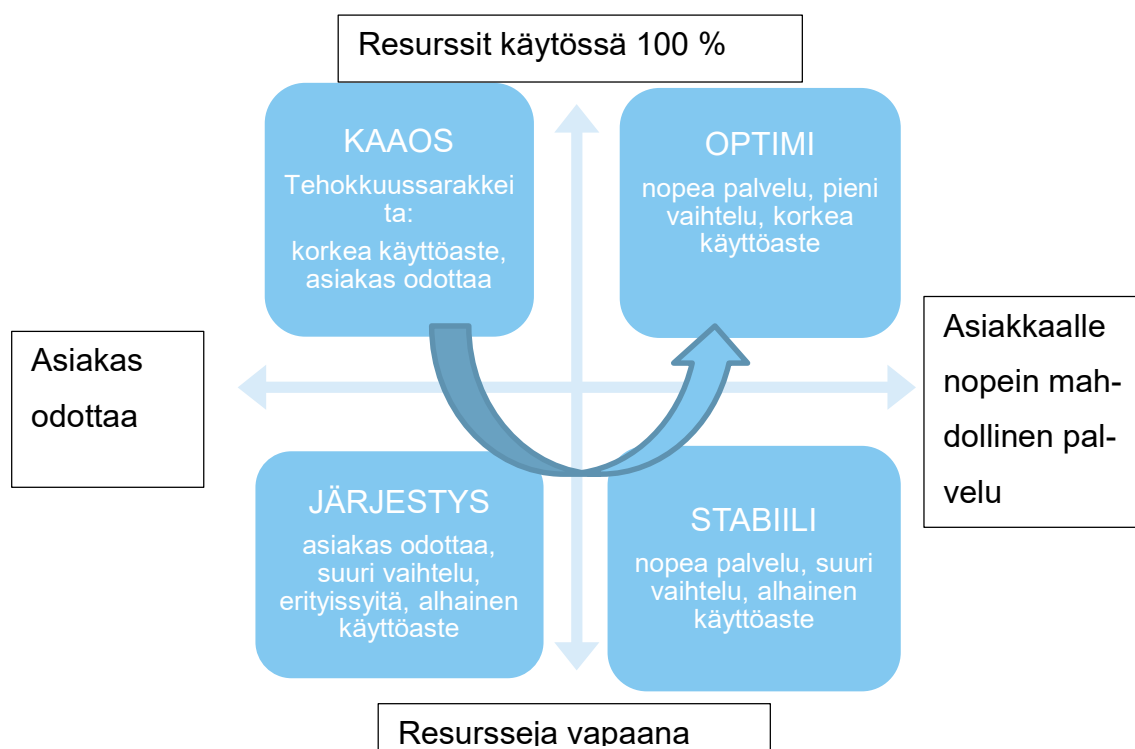 Resurssit käytössä 100 %
KAAOS
Tehokkuussarakkei
ta:
korkea käyttöaste,
asiakas odottaa
OPTIMI
nopea palvelu, pieni
vaihtelu, korkea
käyttöaste
Asiakas
odottaa
Asiakkaalle
nopein mah-
dollinen pal-
velu
JÄRJESTYS
asiakas odottaa,
suuri vaihtelu,
erityissyitä, alhainen
käyttöaste
STABIILI
nopea palvelu, suuri
vaihtelu, alhainen
käyttöaste
Resursseja vapaana